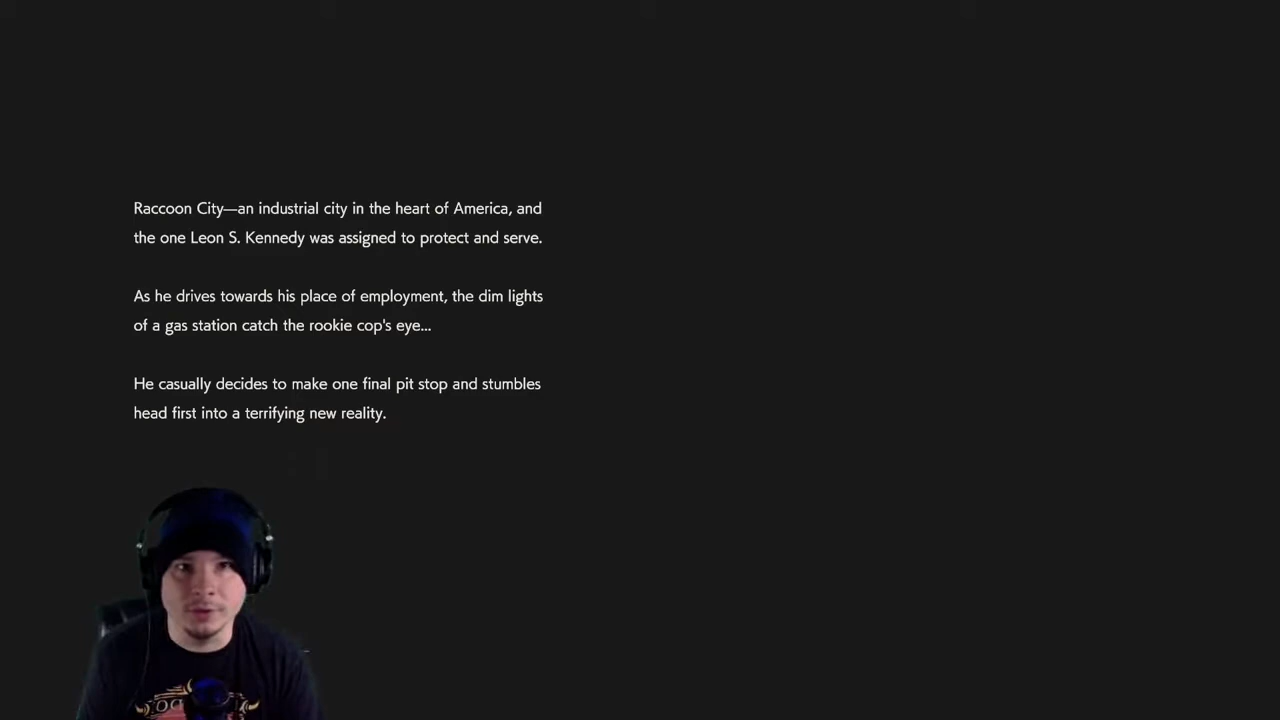 Raccoon City—an industrial city in the heart of America, and
the one Leon S. Kennedy was assigned to protect and serve.
As he drives towards his place of employment, the dim lights
of a gas station catch the rookie cop's eye...
He casually decides to make one final pit stop and stumbles
head first into a terrifying new reality.